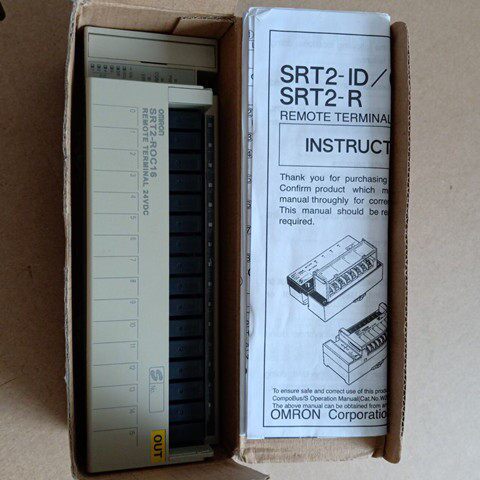 OMRON
SRT2-ROC16
REMOTE TERMINAL 24VDC
0
1
2
3
5
6
7
8
9
10
11
12
13
14
15
S
No.
OUT
SRT2-ID/
SRT2-R
REMOTE TERMINAL
INSTRUCT
Thank you for purchasing
Confirm product which m
manual throughly for corre
This manual should be re
required.
To ensure safe and correct use of this produ
CompoBus/S Operation Manual(Cat.No.W2
The above manual can be obtained from
OMRON Corporation